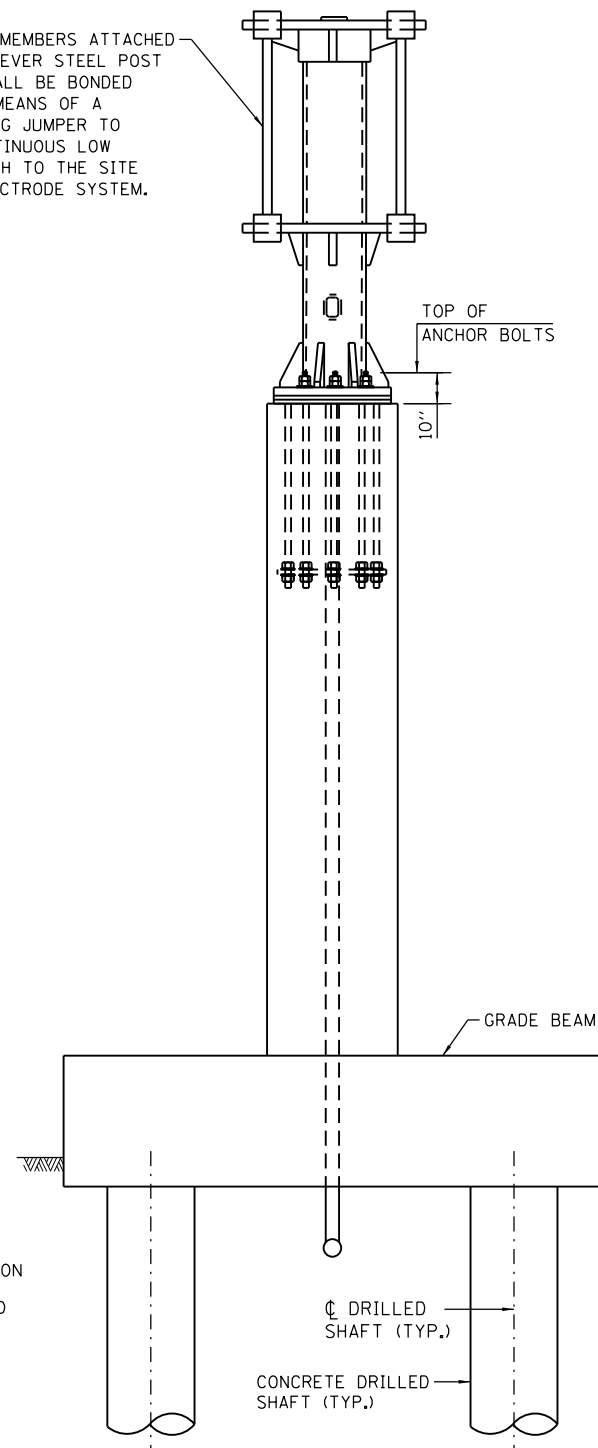 MEMBERS ATTACHED
EVER STEEL POST
ALL BE BONDED
MEANS OF A
G JUMPER TO
TINUOUS LOW
H TO THE SITE
CTRODE SYSTEM.
TOP OF
ANCHOR BOLTS
10"
GRADE BEAM
ON
O
℄ DRILLED
SHAFT (TYP.)
CONCRETE DRILLED
SHAFT (TYP.)